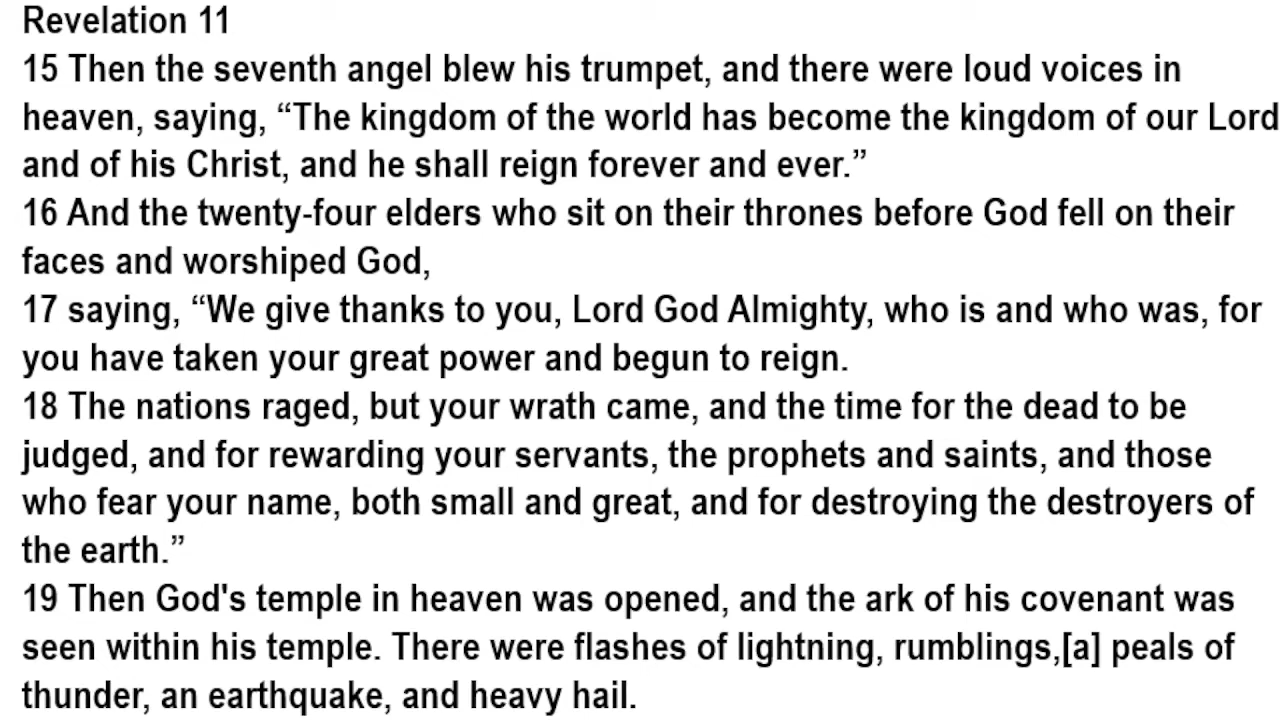 Revelation 11
15 Then the seventh angel blew his trumpet, and there were loud voices in
heaven, saying, “The kingdom of the world has become the kingdom of our Lord
and of his Christ, and he shall reign forever and ever.”
16 And the twenty-four elders who sit on their thrones before God fell on their
faces and worshiped God,
17 saying, “We give thanks to you, Lord God Almighty, who is and who was, for
you have taken your great power and begun to reign.
18 The nations raged, but your wrath came, and the time for the dead to be
judged, and for rewarding your servants, the prophets and saints, and those
who fear your name, both small and great, and for destroying the destroyers of
the earth.”
19 Then God's temple in heaven was opened, and the ark of his covenant was
seen within his temple. There were flashes of lightning, rumblings,[a] peals of
thunder, an earthquake, and heavy hail.